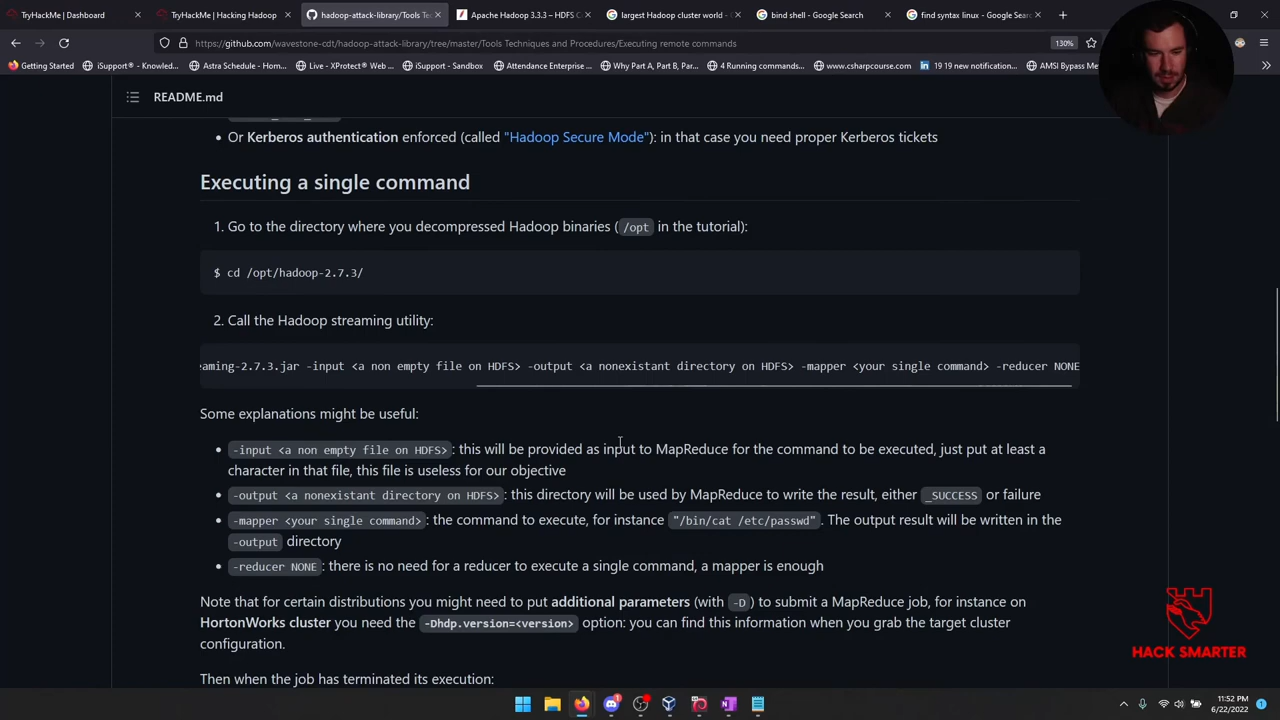 TryHackMe | Dashboard
TryHackMe | Hacking Hadoop
hadoop-attack-library/Tools Te
Apache Hadoop 3.3.3 – HDFS C
largest Hadoop cluster world -
bind shell - Google Search
find syntax linux - Google Sear
https://github.com/wavestone-cdt/hadoop-attack-library/tree/master/Tools Techniques and Procedures/Executing remote commands
130%
Getting Started
iSupport - Knowled...
Astra Schedule - Hom...
Live - XProtect® Web ...
iSupport - Sandbox
Attendance Enterprise...
Why Part A, Part B, Par...
4 Running comman...
www.csharpcourse.com
19 19 new notification...
AMSI Bypass Me
README.md
Or Kerberos authentication enforced (called "Hadoop Secure Mode"): in that case you need proper Kerberos tickets
Executing a single command
1. Go to the directory where you decompressed Hadoop binaries ( /opt in the tutorial):
$ cd /opt/hadoop-2.7.3/
2. Call the Hadoop streaming utility:
eaming-2.7.3.jar -input <a non empty file on HDFS> -output <a nonexistant directory on HDFS> -mapper <your single command> -reducer NONE
Some explanations might be useful:
-input <a non empty file on HDFS> : this will be provided as input to MapReduce for the command to be executed, just put at least a
character in that file, this file is useless for our objective
-output <a nonexistant directory on HDFS> : this directory will be used by MapReduce to write the result, either _SUCCESS or failure
-mapper <your single command> : the command to execute, for instance "/bin/cat /etc/passwd" . The output result will be written in the
-output directory
-reducer NONE : there is no need for a reducer to execute a single command, a mapper is enough
Note that for certain distributions you might need to put additional parameters (with -D ) to submit a MapReduce job, for instance on
HortonWorks cluster you need the -Dhdp.version=<version> option: you can find this information when you grab the target cluster
configuration.
Then when the job has terminated its execution:
HACK SMARTER
11:52 PM
6/22/2022